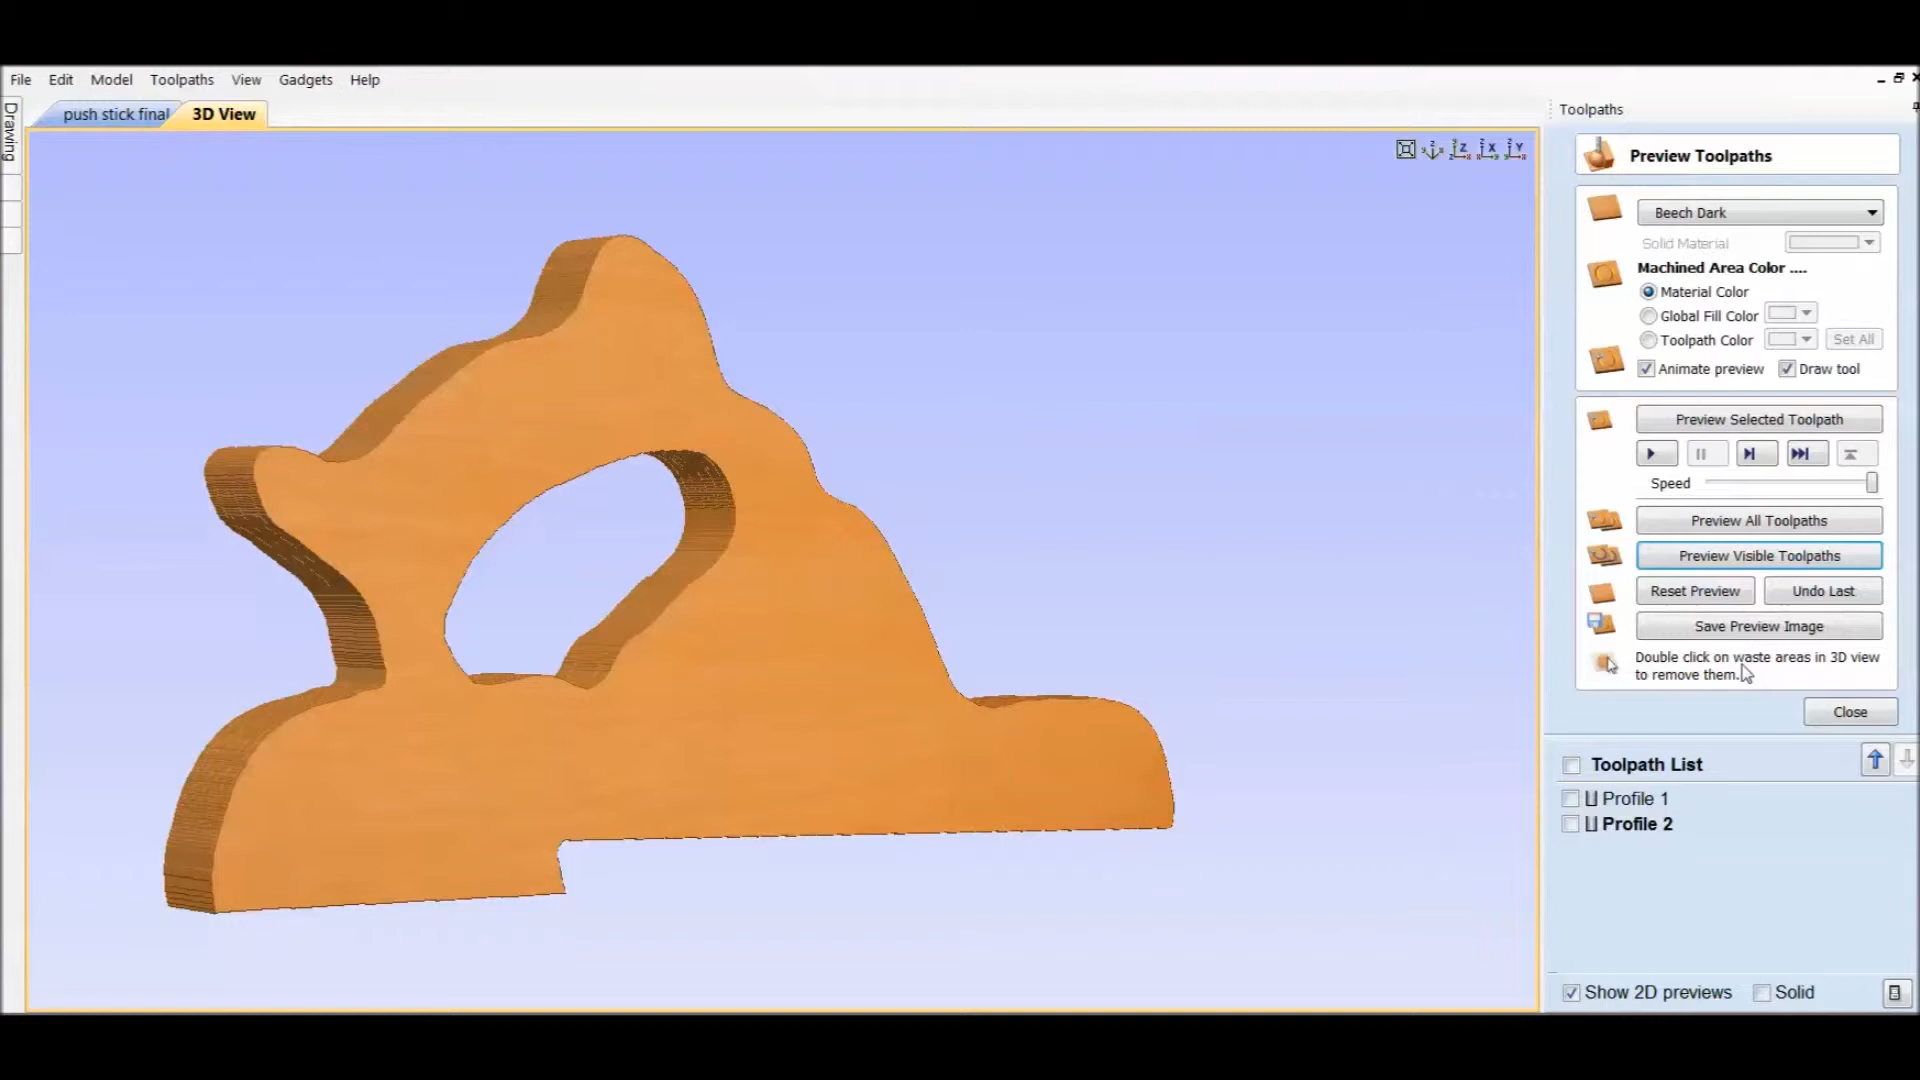 File Edit Model Toolpaths View Gadgets Help
Drawing
push stick final
3D View
Z X Y
Toolpaths
Preview Toolpaths
Beech Dark
Solid Material
Machined Area Color ....
Material Color
Global Fill Color
Toolpath Color
Set All
Animate preview
Draw tool
Preview Selected Toolpath
Speed
Preview All Toolpaths
Preview Visible Toolpaths
Reset Preview
Undo Last
Save Preview Image
Double click on waste areas in 3D view
to remove them.
Close
Toolpath List
Profile 1
Profile 2
Show 2D previews
Solid